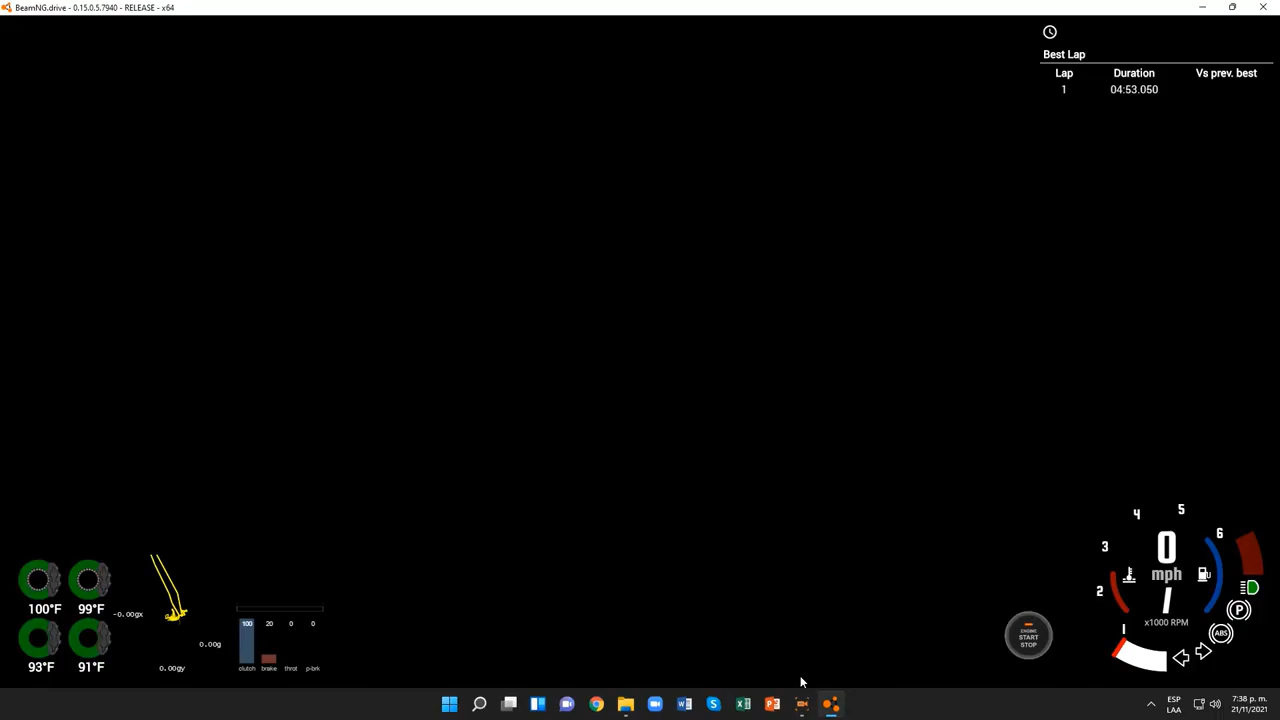 BeamNG.drive - 0.15.0.5.7940 - RELEASE - x64
Best Lap
Lap Duration Vs prev. best
1 04:53.050
100°F 99°F
93°F 91°F
-0.00gx
0.00g
0.00gy
100 20 0 0
clutch brake throt p-brk
ENGINE
START
STOP
1 2 3 4 5 6
0
mph
1
x1000 RPM
P
ABS
ESP
LAA
7:38 p. m.
21/11/2021